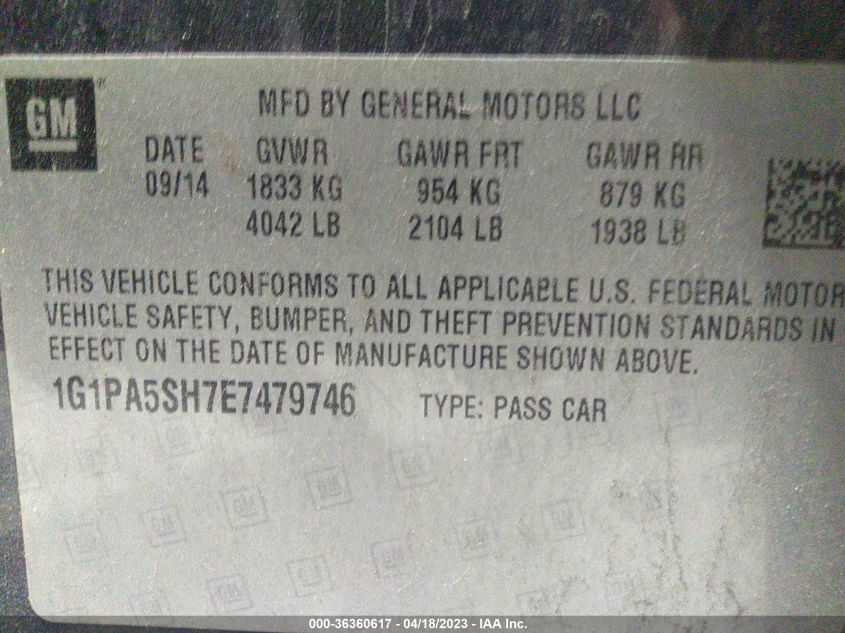 GM
MFD BY GENERAL MOTORS LLC
DATE GVWR GAWR FRT GAWR RR
09/14 1833 KG 954 KG 879 KG
4042 LB 2104 LB 1938 LB
THIS VEHICLE CONFORMS TO ALL APPLICABLE U.S. FEDERAL MOTOR
VEHICLE SAFETY, BUMPER, AND THEFT PREVENTION STANDARDS IN
EFFECT ON THE DATE OF MANUFACTURE SHOWN ABOVE.
1G1PA5SH7E7479746 TYPE: PASS CAR
000-36360617 - 04/18/2023 - IAA Inc.